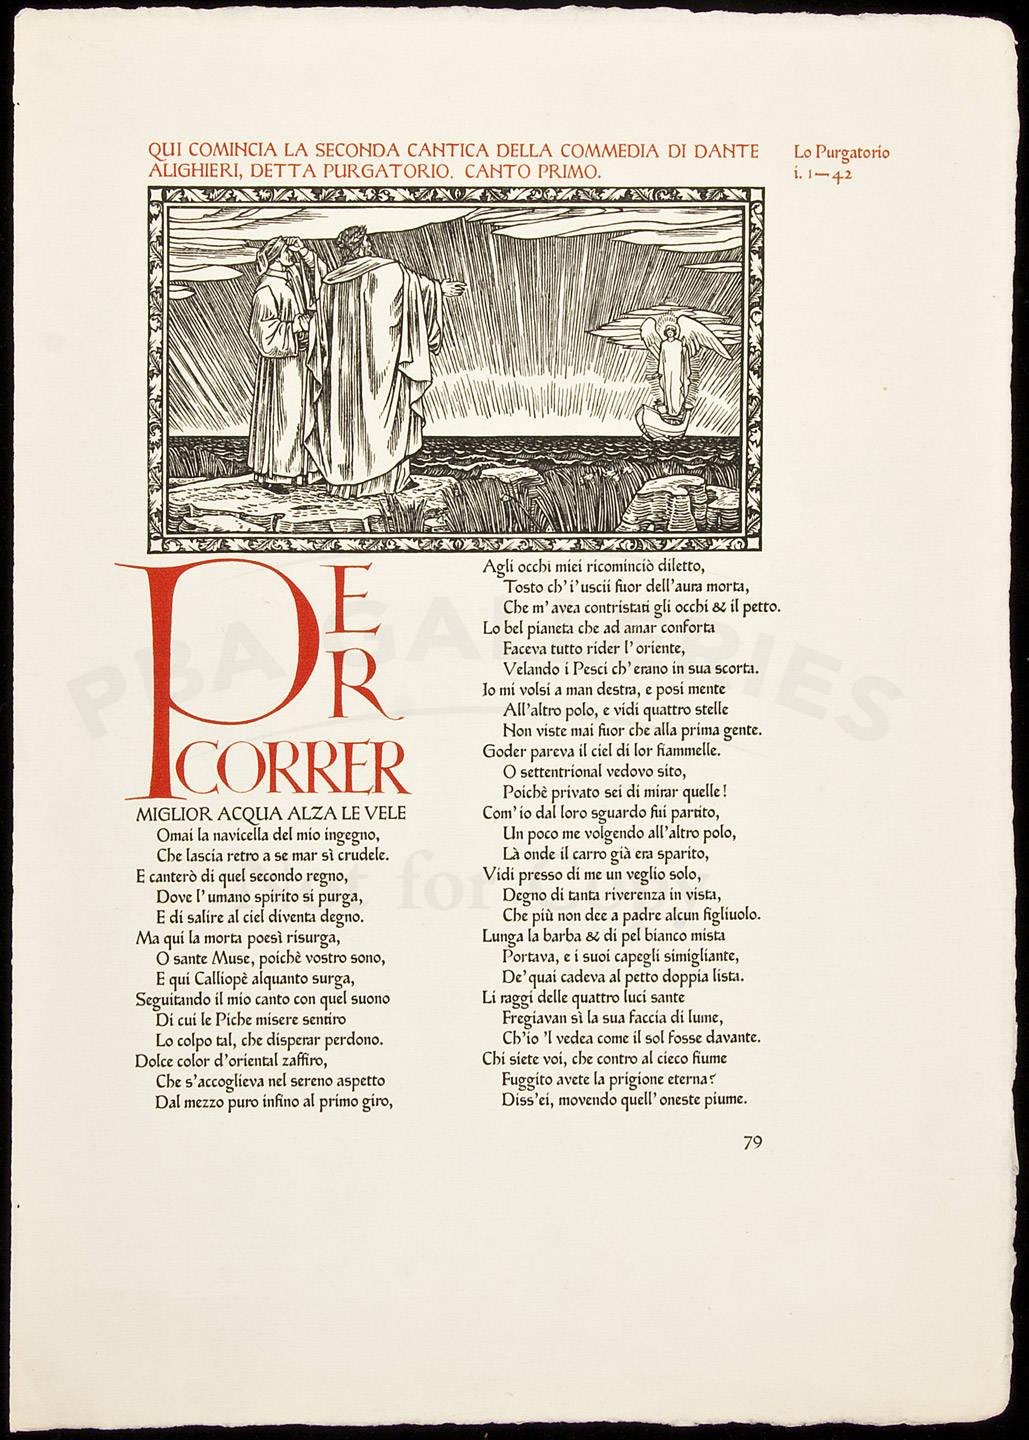 QUI COMINCIA LA SECONDA CANTICA DELLA COMMEDIA DI DANTE
ALIGHIERI, DETTA PURGATORIO. CANTO PRIMO.
Lo Purgatorio
i. 1—42
PER
CORRER
MIGLIOR ACQUA ALZA LE VELE
Omai la navicella del mio ingegno,
Che lascia retro a se mar sì crudele.
E canterò di quel secondo regno,
Dove l'umano spirito si purga,
E di salire al ciel diventa degno.
Ma qui la morta poesì risurga,
O sante Muse, poichè vostro sono,
E qui Calliopè alquanto surga,
Seguitando il mio canto con quel suono
Di cui le Piche misere sentiro
Lo colpo tal, che disperar perdono.
Dolce color d'oriental zaffiro,
Che s'accoglieva nel sereno aspetto
Dal mezzo puro infino al primo giro,
Agli occhi miei ricominciò diletto,
Tosto ch'i'uscii fuor dell'aura morta,
Che m'avea contristati gli occhi & il petto.
Lo bel pianeta che ad amar conforta
Faceva tutto rider l'oriente,
Velando i Pesci ch'erano in sua scorta.
Io mi volsi a man destra, e posi mente
All'altro polo, e vidi quattro stelle
Non viste mai fuor che alla prima gente.
Goder pareva il ciel di lor fiammelle.
O settentrional vedovo sito,
Poichè privato sei di mirar quelle!
Com'io dal loro sguardo fui partito,
Un poco me volgendo all'altro polo,
Là onde il carro già era sparito,
Vidi presso di me un veglio solo,
Degno di tanta riverenza in vista,
Che più non dee a padre alcun figliuolo.
Lunga la barba & di pel bianco mista
Portava, e i suoi capegli simigliante,
De'quai cadeva al petto doppia lista.
Li raggi delle quattro luci sante
Fregiavan sì la sua faccia di lume,
Ch'io 'l vedea come il sol fosse davante.
Chi siete voi, che contro al cieco fiume
Fuggito avete la prigione eterna?
Diss'ei, movendo quell'oneste piume.
79
PBA GALLERIES
Not for Copy